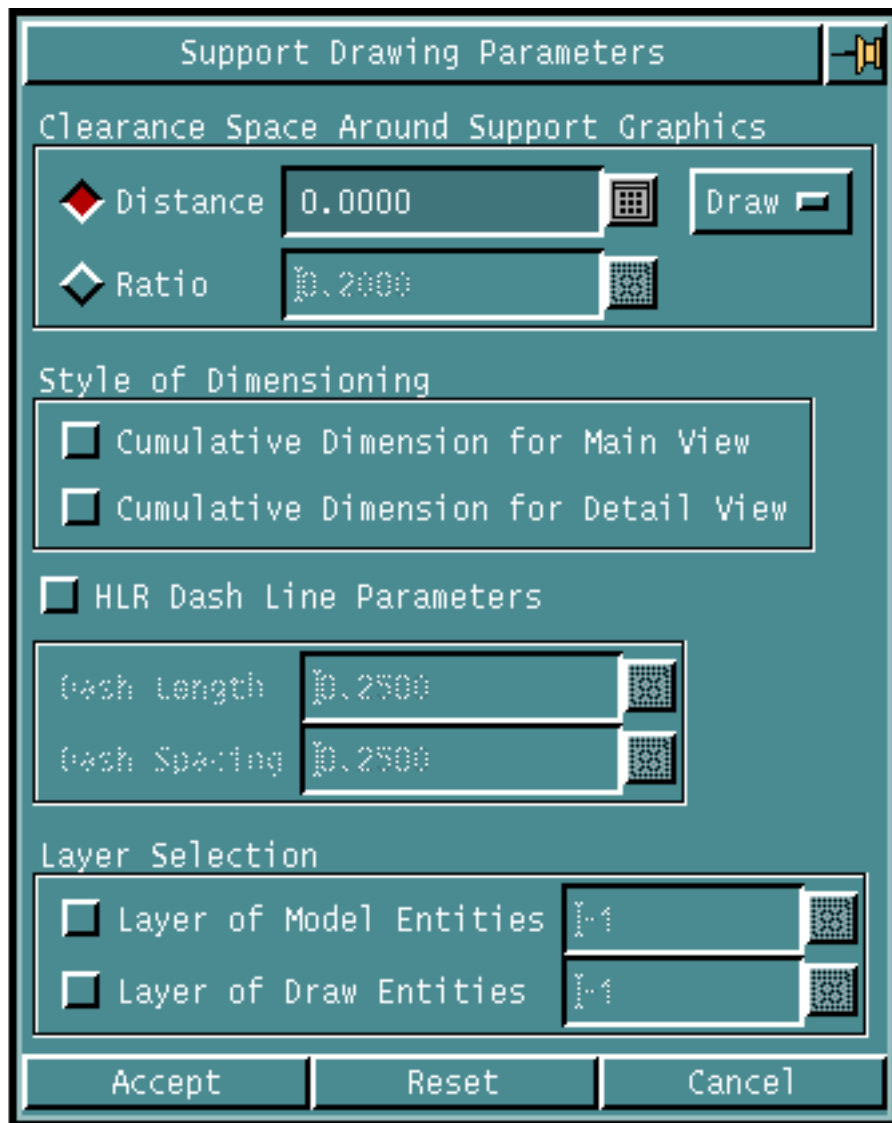 Support Drawing Parameters
Clearance Space Around Support Graphics
Distance 0.0000 Draw
Ratio 0.2000
Style of Dimensioning
Cumulative Dimension for Main View
Cumulative Dimension for Detail View
HLR Dash Line Parameters
Dash Length 0.2500
Dash Spacing 0.2500
Layer Selection
Layer of Model Entities -1
Layer of Draw Entities -1
Accept Reset Cancel